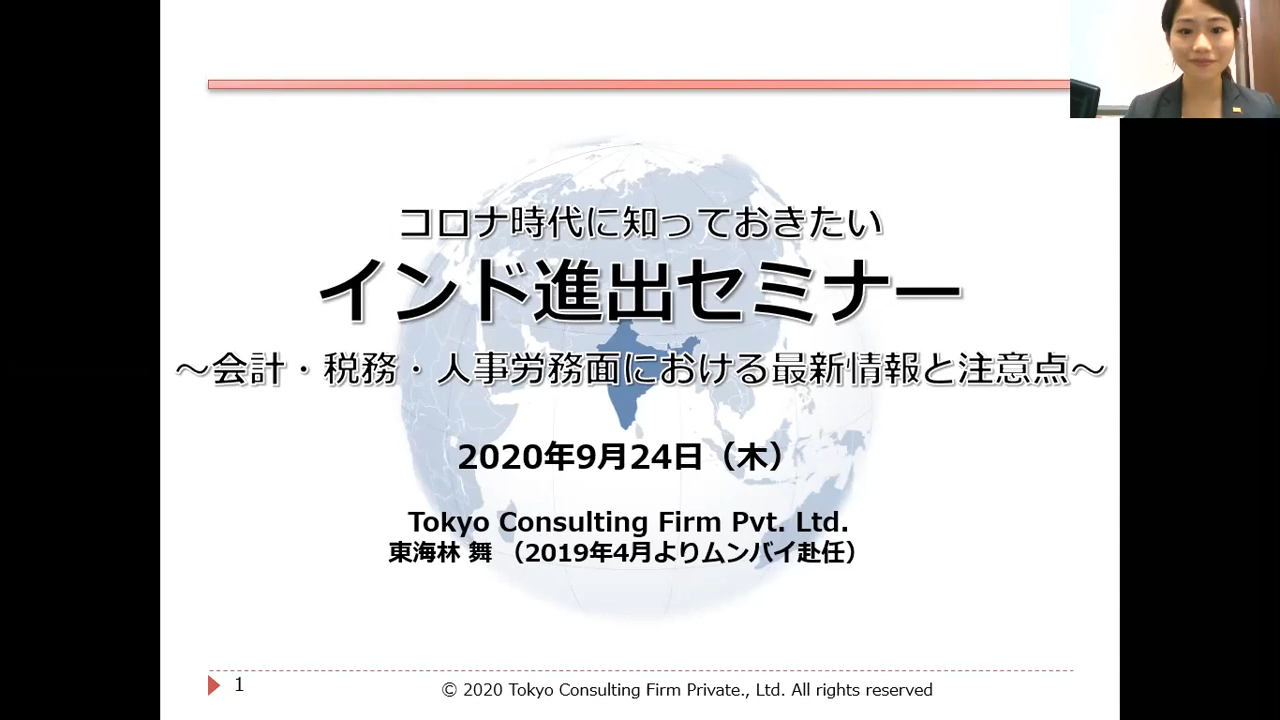 コロナ時代に知っておきたい
インド進出セミナー
～会計・税務・人事労務面における最新情報と注意点～
2020年9月24日（木）
Tokyo Consulting Firm Pvt. Ltd.
東海林 舞 （2019年4月よりムンバイ赴任）
1
© 2020 Tokyo Consulting Firm Private., Ltd. All rights reserved